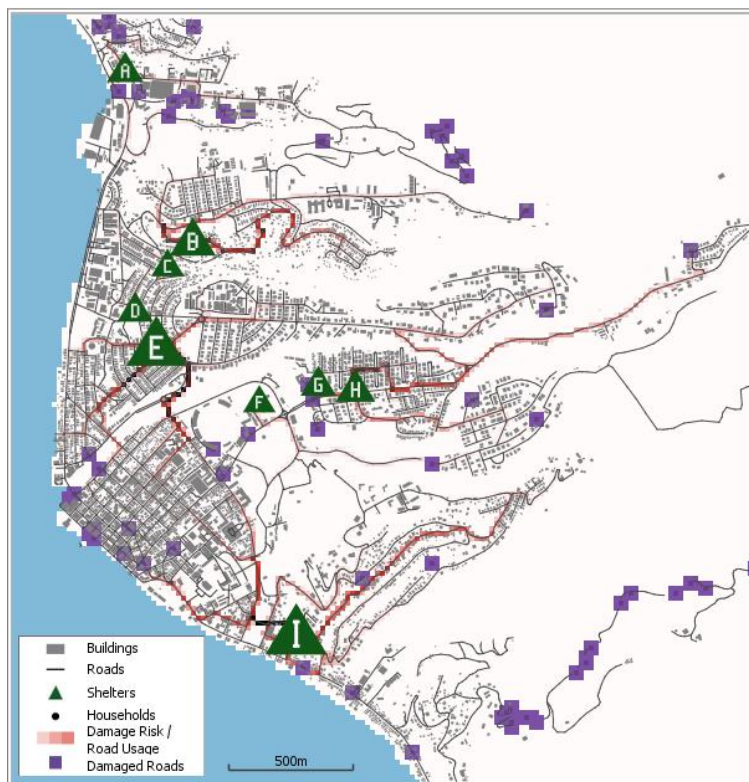 A
B
C
D
E
G
H
F
I
Buildings
Roads
Shelters
Households
Damage Risk /
Road Usage
Damaged Roads
500m